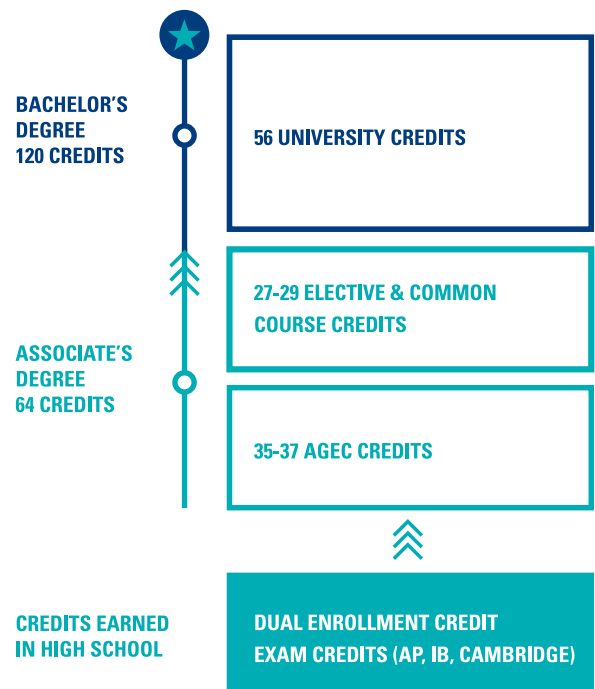 BACHELOR'S
DEGREE
120 CREDITS
56 UNIVERSITY CREDITS
27-29 ELECTIVE & COMMON
COURSE CREDITS
ASSOCIATE'S
DEGREE
64 CREDITS
35-37 AGEC CREDITS
CREDITS EARNED
IN HIGH SCHOOL
DUAL ENROLLMENT CREDIT
EXAM CREDITS (AP, IB, CAMBRIDGE)